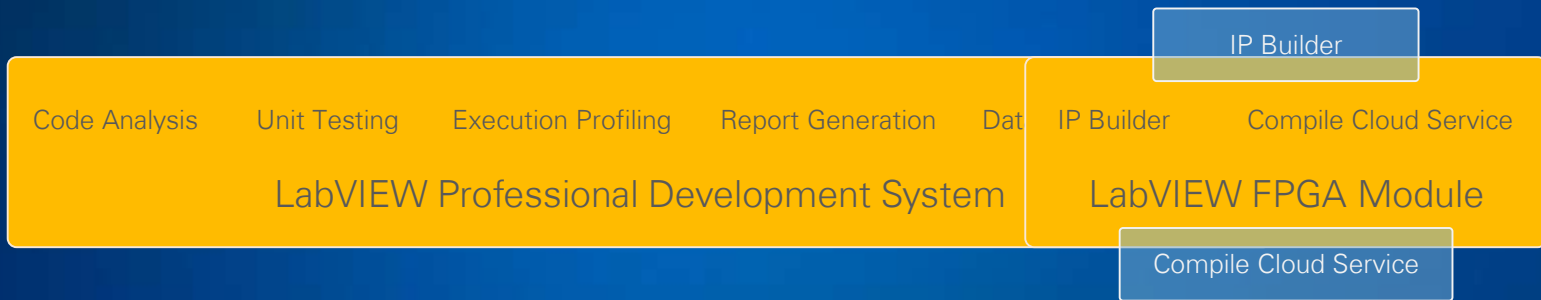 IP Builder
Code Analysis Unit Testing Execution Profiling Report Generation Dat IP Builder Compile Cloud Service
LabVIEW Professional Development System LabVIEW FPGA Module
Compile Cloud Service